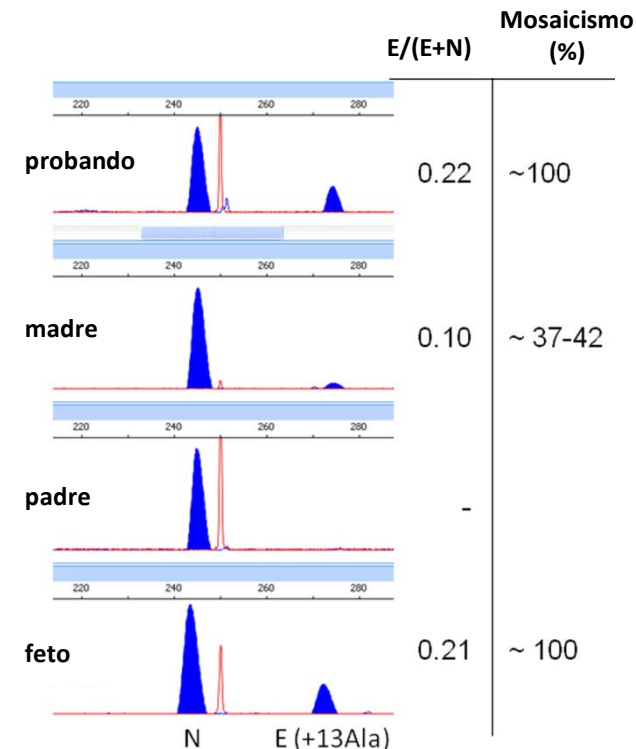 E/(E+N) Mosaicismo
(%)
220 240 260 280
probando 0.22 ~100
220 240 260 280
madre 0.10 ~ 37-42
220 240 260 280
padre -
220 240 260 280
feto 0.21 ~ 100
N E (+13Ala)